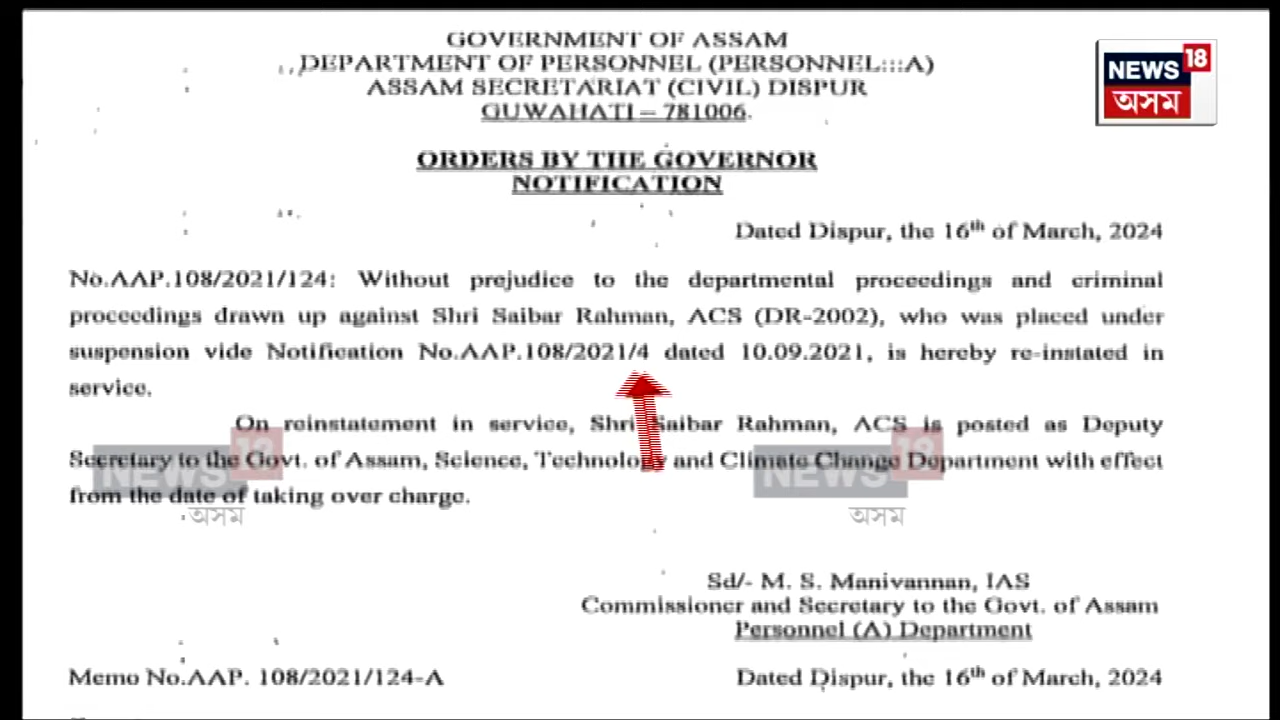 GOVERNMENT OF ASSAM
DEPARTMENT OF PERSONNEL (PERSONNEL:::A)
ASSAM SECRETARIAT (CIVIL) DISPUR
GUWAHATI – 781006.
NEWS 18
অসম
ORDERS BY THE GOVERNOR
NOTIFICATION
Dated Dispur, the 16th of March, 2024
No.AAP.108/2021/124: Without prejudice to the departmental proceedings and criminal
proceedings drawn up against Shri Saibar Rahman, ACS (DR-2002), who was placed under
suspension vide Notification No.AAP.108/2021/4 dated 10.09.2021, is hereby re-instated in
service.
On reinstatement in service, Shri Saibar Rahman, ACS is posted as Deputy
Secretary to the Govt. of Assam, Science, Technology and Climate Change Department with effect
from the date of taking over charge.
NEWS 18
অসম
NEWS 18
অসম
Sd/- M. S. Manivannan, IAS
Commissioner and Secretary to the Govt. of Assam
Personnel (A) Department
Memo No.AAP. 108/2021/124-A
Dated Dispur, the 16th of March, 2024